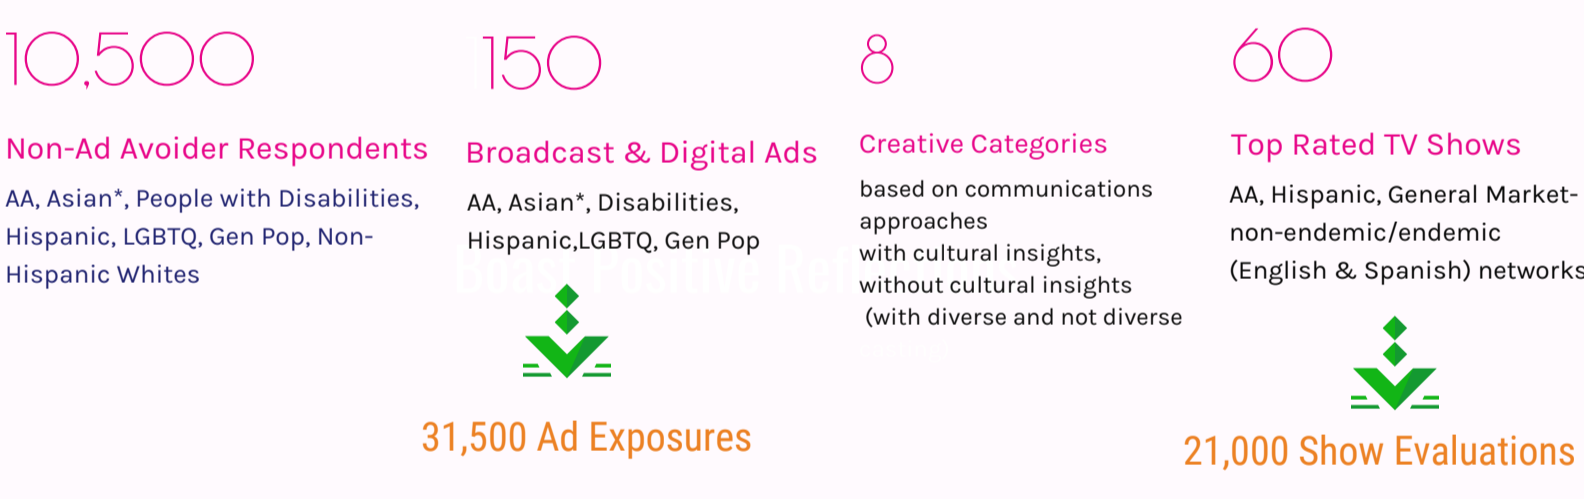 10,500
Non-Ad Avoider Respondents
AA, Asian*, People with Disabilities,
Hispanic, LGBTQ, Gen Pop, Non-
Hispanic Whites
150
Broadcast & Digital Ads
AA, Asian*, Disabilities,
Hispanic,LGBTQ, Gen Pop
Boast Positive
31,500 Ad Exposures
8
Creative Categories
based on communications
approaches
with cultural insights,
without cultural insights
(with diverse and not diverse
60
Top Rated TV Shows
AA, Hispanic, General Market-
non-endemic/endemic
(English & Spanish) networks
21,000 Show Evaluations